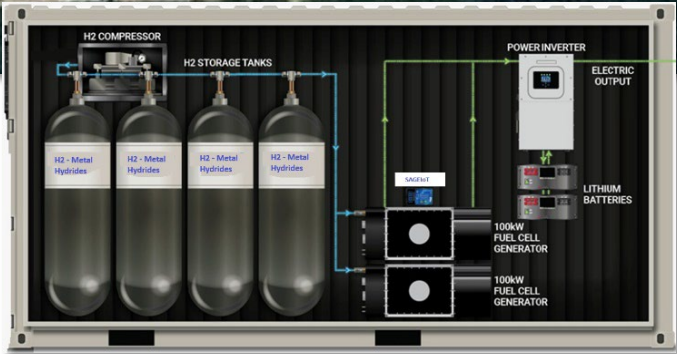 H2 COMPRESSOR
H2 STORAGE TANKS
POWER INVERTER
ELECTRIC
OUTPUT
H2 - Metal
Hydrides
H2 - Metal
Hydrides
H2 - Metal
Hydrides
H2 - Metal
Hydrides
SAGEIoT
LITHIUM
BATTERIES
100kW
FUEL CELL
GENERATOR
100kW
FUEL CELL
GENERATOR